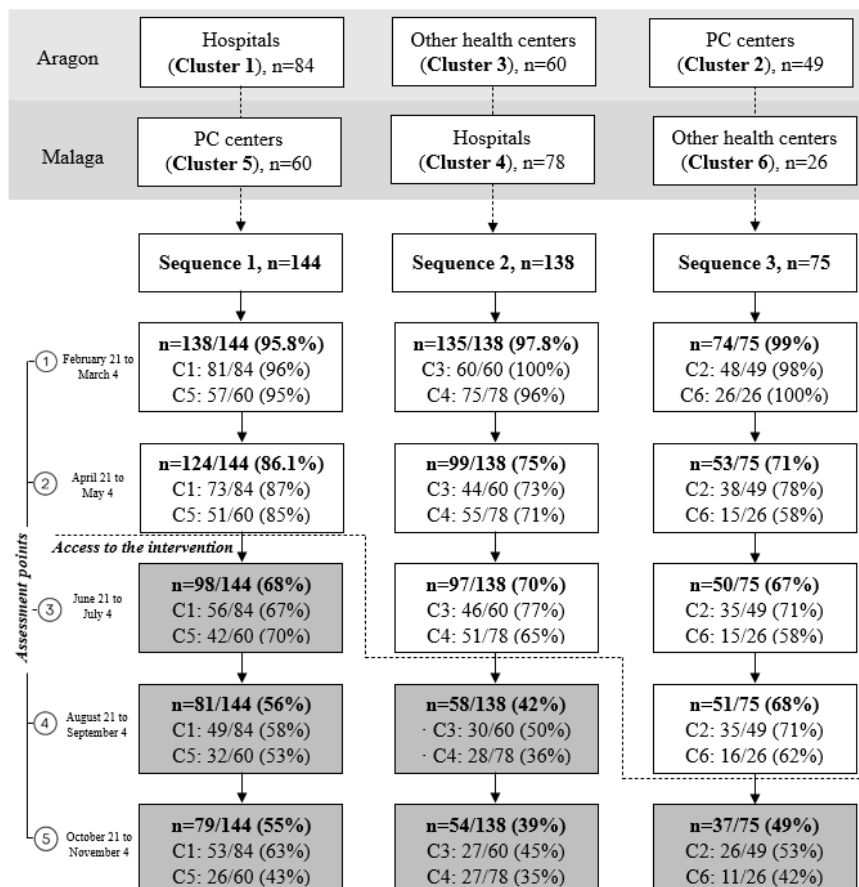 Aragon
Hospitals
(Cluster 1), n=84
Other health centers
(Cluster 3), n=60
PC centers
(Cluster 2), n=49
Malaga
PC centers
(Cluster 5), n=60
Hospitals
(Cluster 4), n=78
Other health centers
(Cluster 6), n=26
Sequence 1, n=144
Sequence 2, n=138
Sequence 3, n=75
Assessment points
1
February 21 to
March 4
n=138/144 (95.8%)
C1: 81/84 (96%)
C5: 57/60 (95%)
n=135/138 (97.8%)
C3: 60/60 (100%)
C4: 75/78 (96%)
n=74/75 (99%)
C2: 48/49 (98%)
C6: 26/26 (100%)
2
April 21 to
May 4
n=124/144 (86.1%)
C1: 73/84 (87%)
C5: 51/60 (85%)
n=99/138 (75%)
C3: 44/60 (73%)
C4: 55/78 (71%)
n=53/75 (71%)
C2: 38/49 (78%)
C6: 15/26 (58%)
Access to the intervention
3
June 21 to
July 4
n=98/144 (68%)
C1: 56/84 (67%)
C5: 42/60 (70%)
n=97/138 (70%)
C3: 46/60 (77%)
C4: 51/78 (65%)
n=50/75 (67%)
C2: 35/49 (71%)
C6: 15/26 (58%)
4
August 21 to
September 4
n=81/144 (56%)
C1: 49/84 (58%)
C5: 32/60 (53%)
n=58/138 (42%)
· C3: 30/60 (50%)
· C4: 28/78 (36%)
n=51/75 (68%)
C2: 35/49 (71%)
C6: 16/26 (62%)
5
October 21 to
November 4
n=79/144 (55%)
C1: 53/84 (63%)
C5: 26/60 (43%)
n=54/138 (39%)
C3: 27/60 (45%)
C4: 27/78 (35%)
n=37/75 (49%)
C2: 26/49 (53%)
C6: 11/26 (42%)